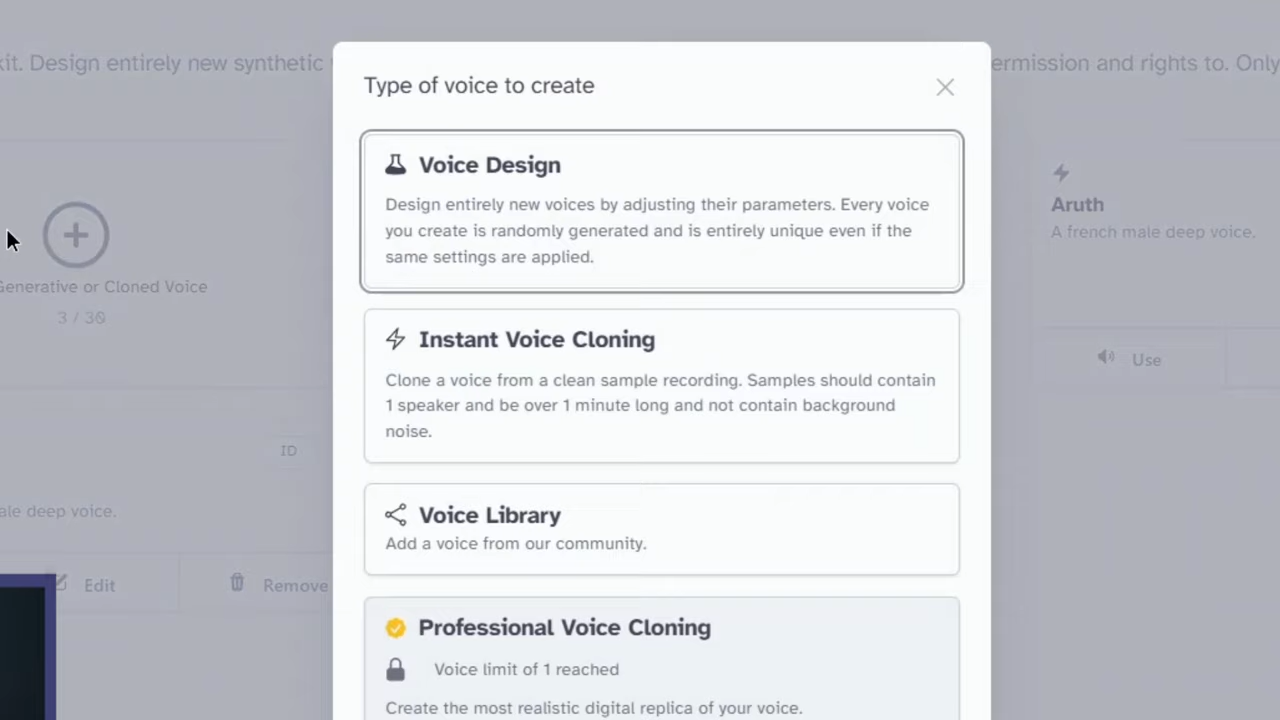 kit. Design entirely new synthetic
ermission and rights to. Only
Type of voice to create
Voice Design
Design entirely new voices by adjusting their parameters. Every voice
you create is randomly generated and is entirely unique even if the
same settings are applied.
Generative or Cloned Voice
3 / 30
Aruth
A french male deep voice.
Use
Instant Voice Cloning
Clone a voice from a clean sample recording. Samples should contain
1 speaker and be over 1 minute long and not contain background
noise.
ID
ale deep voice.
Edit
Remove
Voice Library
Add a voice from our community.
Professional Voice Cloning
Voice limit of 1 reached
Create the most realistic digital replica of your voice.